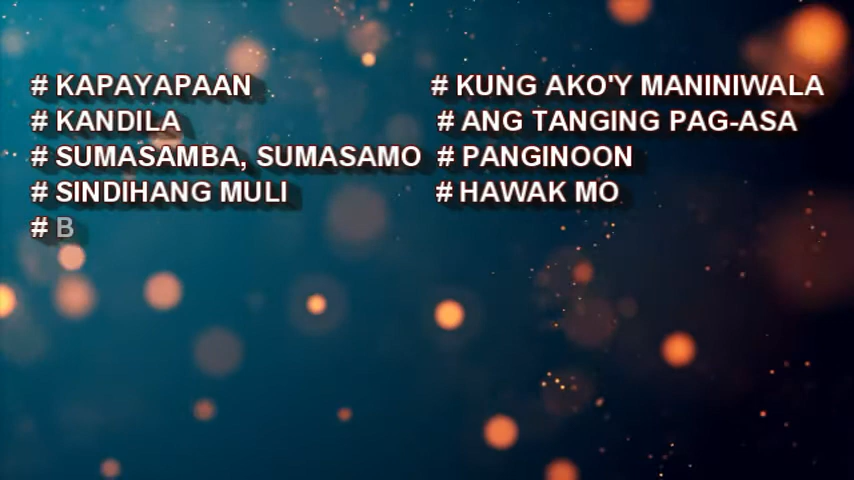 # KAPAYAPAAN
# KANDILA
# SUMASAMBA, SUMASAMO
# SINDIHANG MULI
# B
# KUNG AKO'Y MANINIWALA
# ANG TANGING PAG-ASA
# PANGINOON
# HAWAK MO